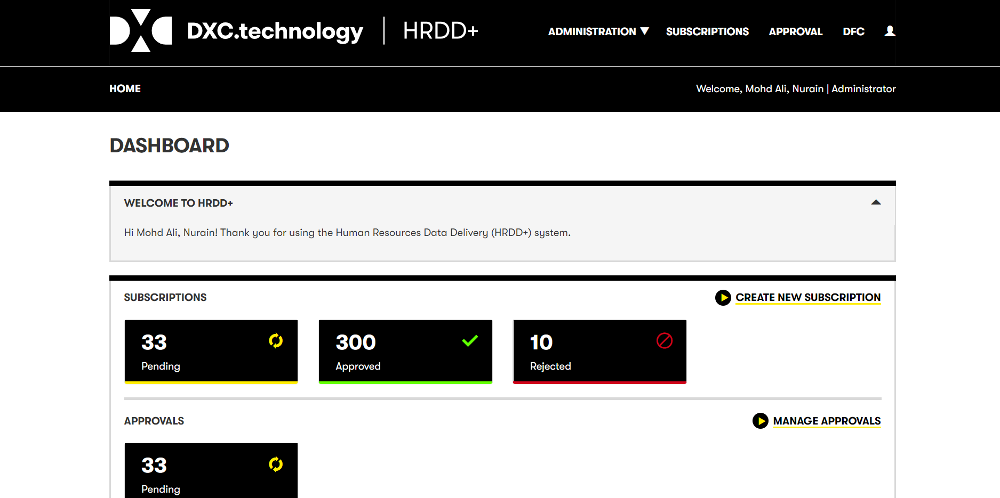 DXC.technology | HRDD+
ADMINISTRATION ▼ SUBSCRIPTIONS APPROVAL DFC
HOME
Welcome, Mohd Ali, Nurain | Administrator
DASHBOARD
WELCOME TO HRDD+
Hi Mohd Ali, Nurain! Thank you for using the Human Resources Data Delivery (HRDD+) system.
SUBSCRIPTIONS
CREATE NEW SUBSCRIPTION
33
Pending
300
Approved
10
Rejected
APPROVALS
MANAGE APPROVALS
33
Pending